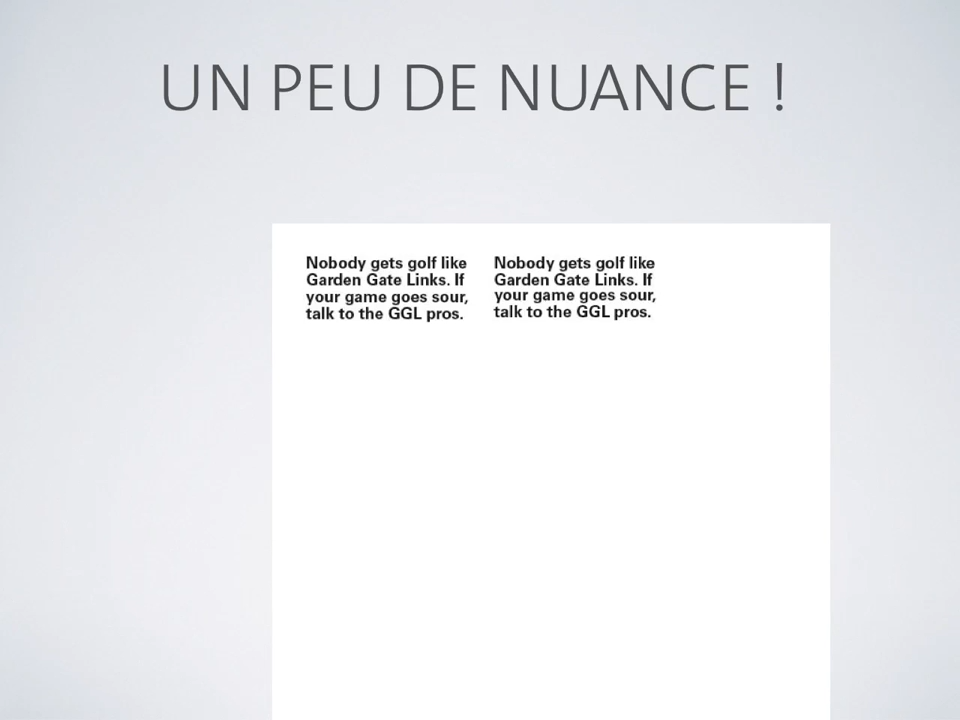 UN PEU DE NUANCE !
Nobody gets golf like
Garden Gate Links. If
your game goes sour,
talk to the GGL pros.
Nobody gets golf like
Garden Gate Links. If
your game goes sour,
talk to the GGL pros.